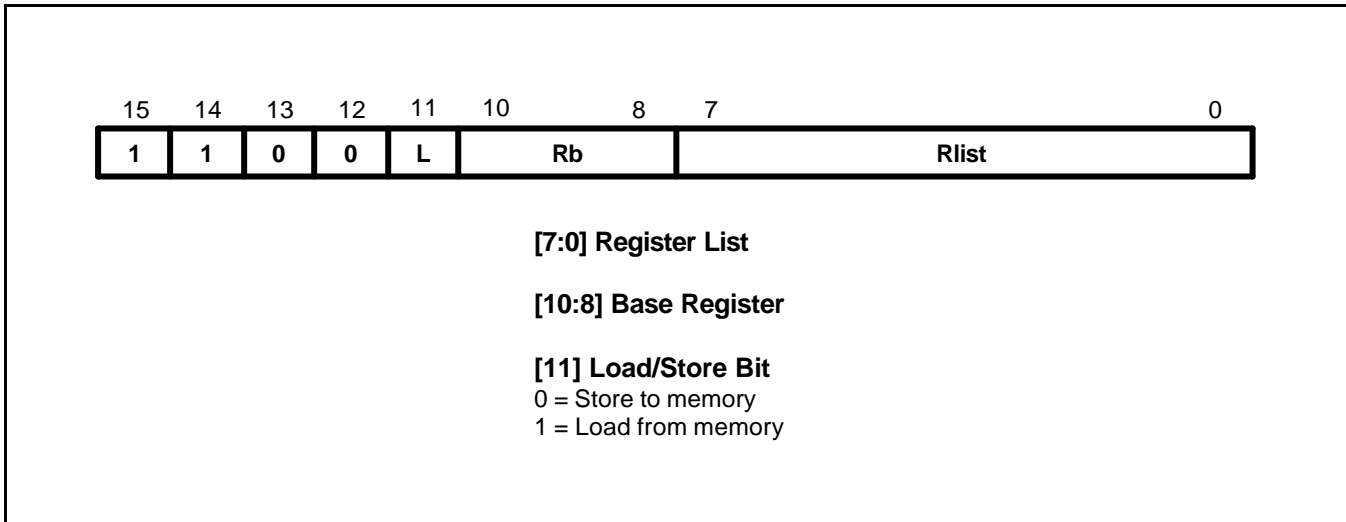 15 14 13 12 11 10 8 7 0
1 1 0 0 L Rb Rlist
[7:0] Register List
[10:8] Base Register
[11] Load/Store Bit
0 = Store to memory
1 = Load from memory